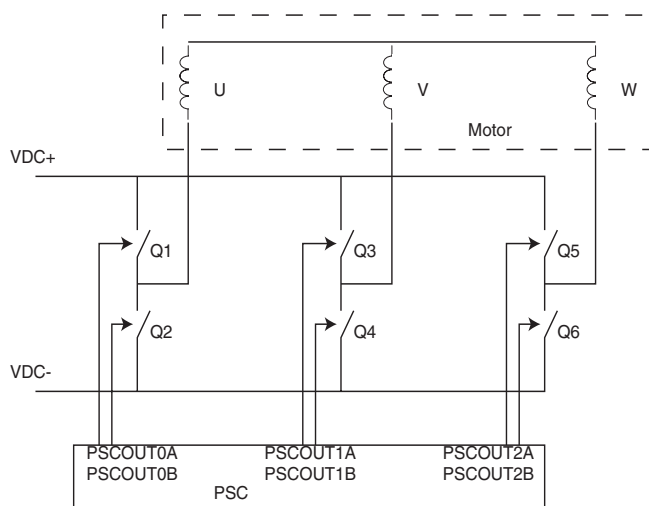 U
V
W
Motor
VDC+
Q1
Q3
Q5
Q2
Q4
Q6
VDC-
PSCOUT0A
PSCOUT1A
PSCOUT2A
PSCOUT0B
PSCOUT1B
PSCOUT2B
PSC